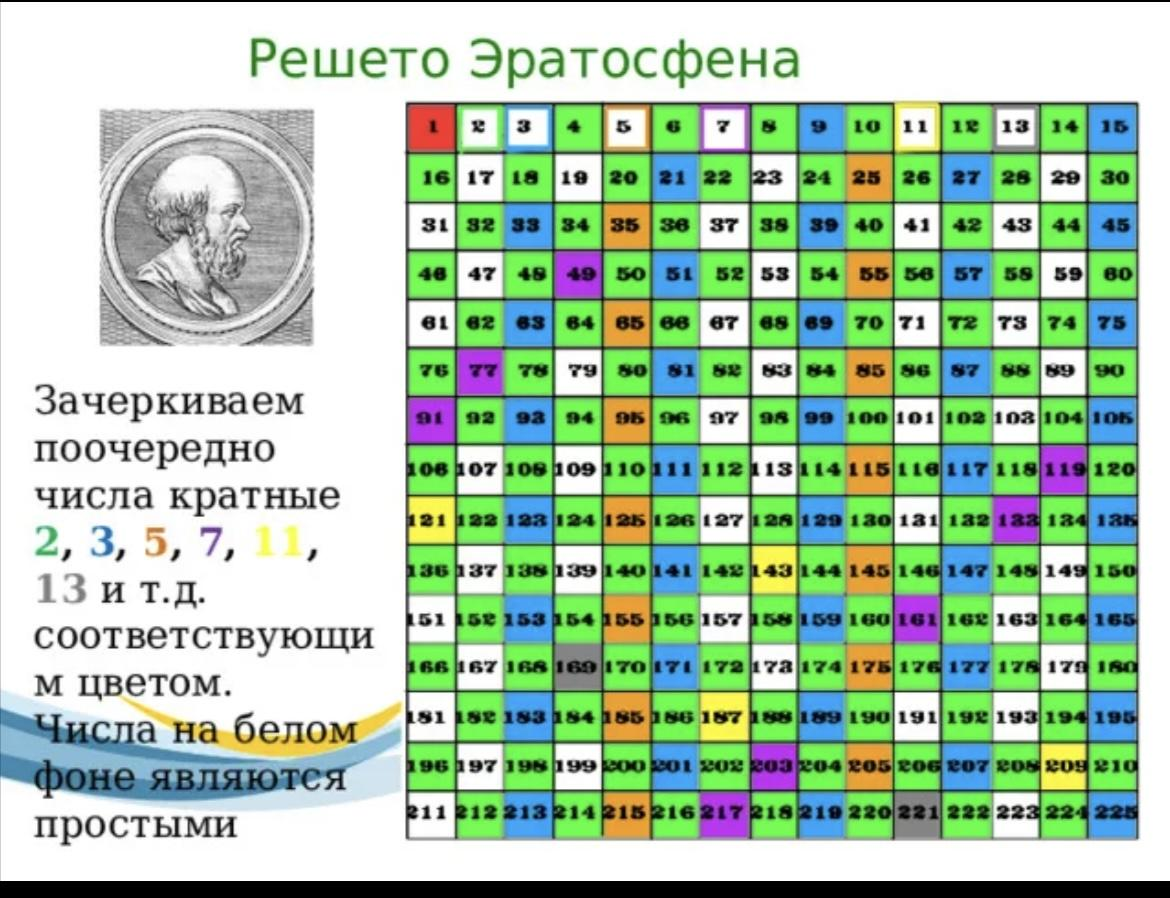 Решето Эратосфена
Зачеркиваем
поочередно
числа кратные
2, 3, 5, 7, 11,
13 и т.д.
соответствующи
м цветом.
Числа на белом
фоне являются
простыми
1 2 3 4 5 6 7 8 9 10 11 12 13 14 15
16 17 18 19 20 21 22 23 24 25 26 27 28 29 30
31 32 33 34 35 36 37 38 39 40 41 42 43 44 45
46 47 48 49 50 51 52 53 54 55 56 57 58 59 60
61 62 63 64 65 66 67 68 69 70 71 72 73 74 75
76 77 78 79 80 81 82 83 84 85 86 87 88 89 90
91 92 93 94 95 96 97 98 99 100 101 102 103 104 105
106 107 108 109 110 111 112 113 114 115 116 117 118 119 120
121 122 123 124 125 126 127 128 129 130 131 132 133 134 135
136 137 138 139 140 141 142 143 144 145 146 147 148 149 150
151 152 153 154 155 156 157 158 159 160 161 162 163 164 165
166 167 168 169 170 171 172 173 174 175 176 177 178 179 180
181 182 183 184 185 186 187 188 189 190 191 192 193 194 195
196 197 198 199 200 201 202 203 204 205 206 207 208 209 210
211 212 213 214 215 216 217 218 219 220 221 222 223 224 225